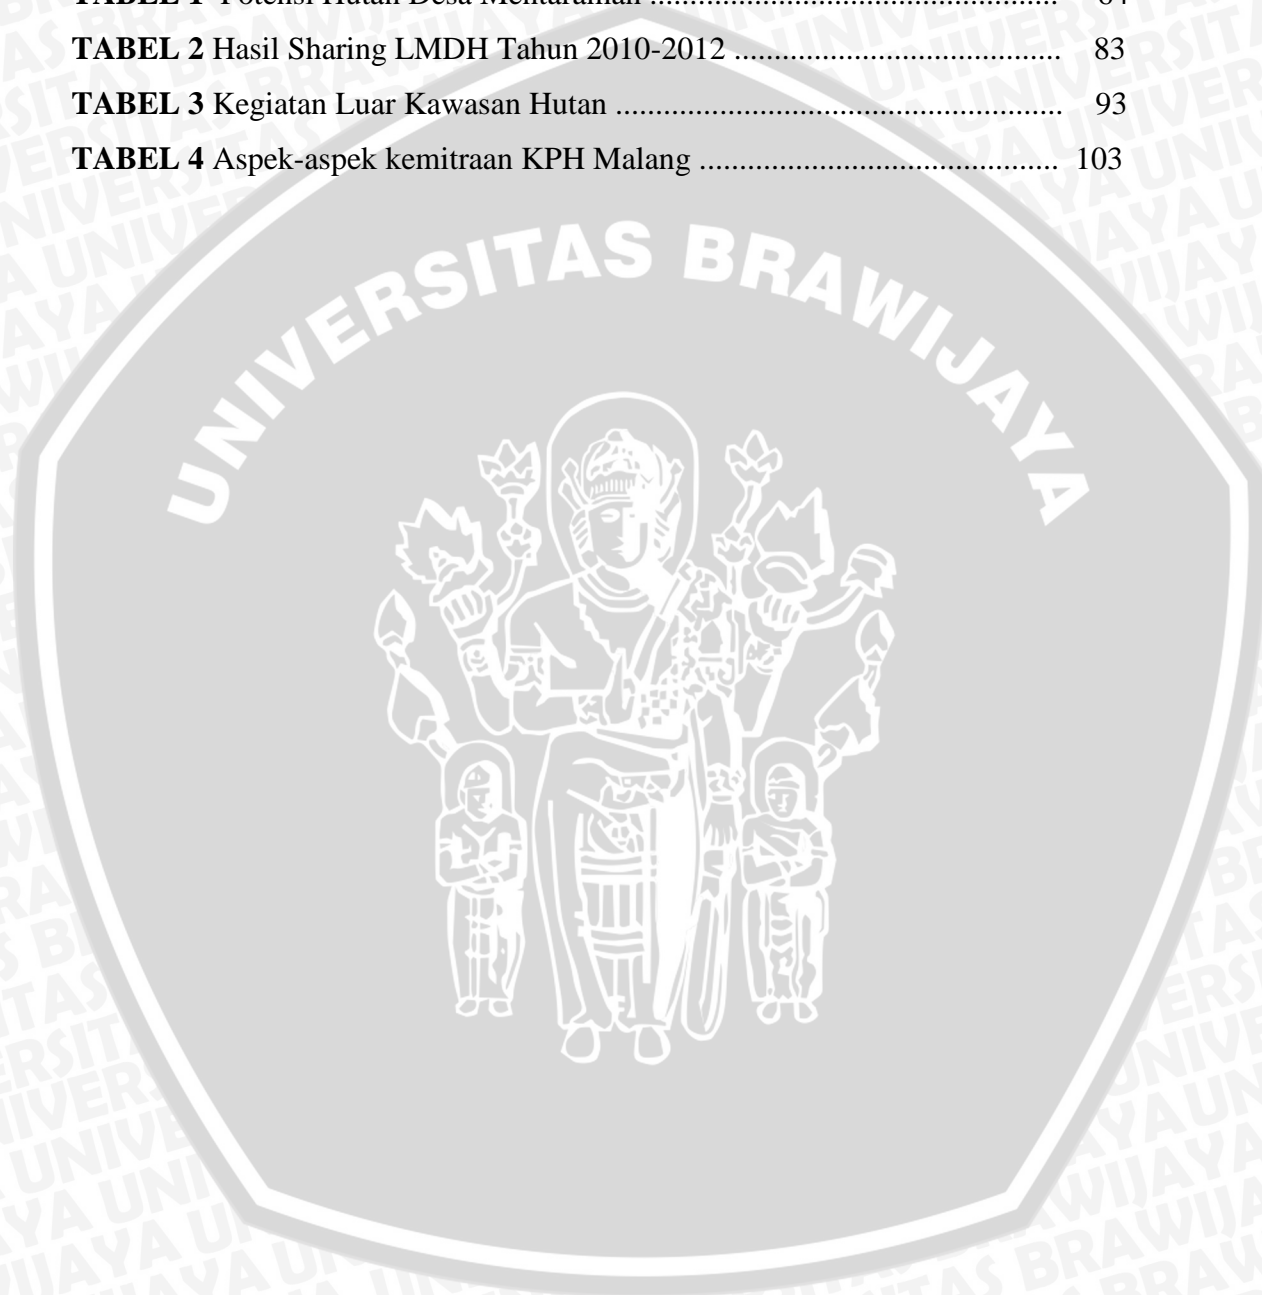 TABEL 1 Potensi Hutan Desa Mentaraman ................................................... 64
TABEL 2 Hasil Sharing LMDH Tahun 2010-2012 ......................................... 83
TABEL 3 Kegiatan Luar Kawasan Hutan ........................................................ 93
TABEL 4 Aspek-aspek kemitraan KPH Malang ............................................. 103
UNIVERSITAS BRAWIJAYA